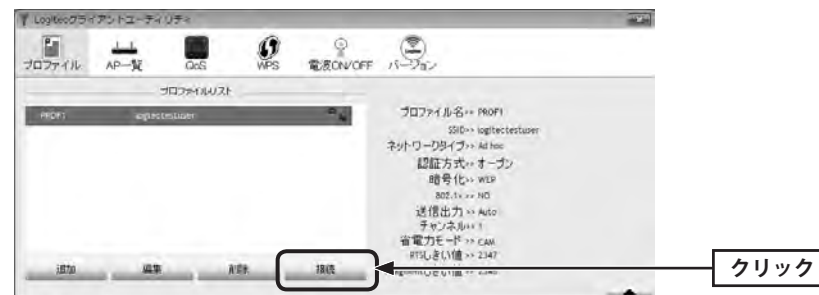 Logitecクライアントユーティリティ
プロファイル
AP一覧
QoS
WPS
電波ON/OFF
バージョン
プロファイルリスト
PROF1 logitectestuser
プロファイル名>> PROF1
SSID>> logitectestuser
ネットワークタイプ>> Ad hoc
認証方式>> オープン
暗号化>> WEP
802.1x>> NO
送信出力>> Auto
チャンネル>> 1
省電力モード>> CAM
RTSしきい値>> 2347
しきい値>>
追加
編集
削除
接続
クリック